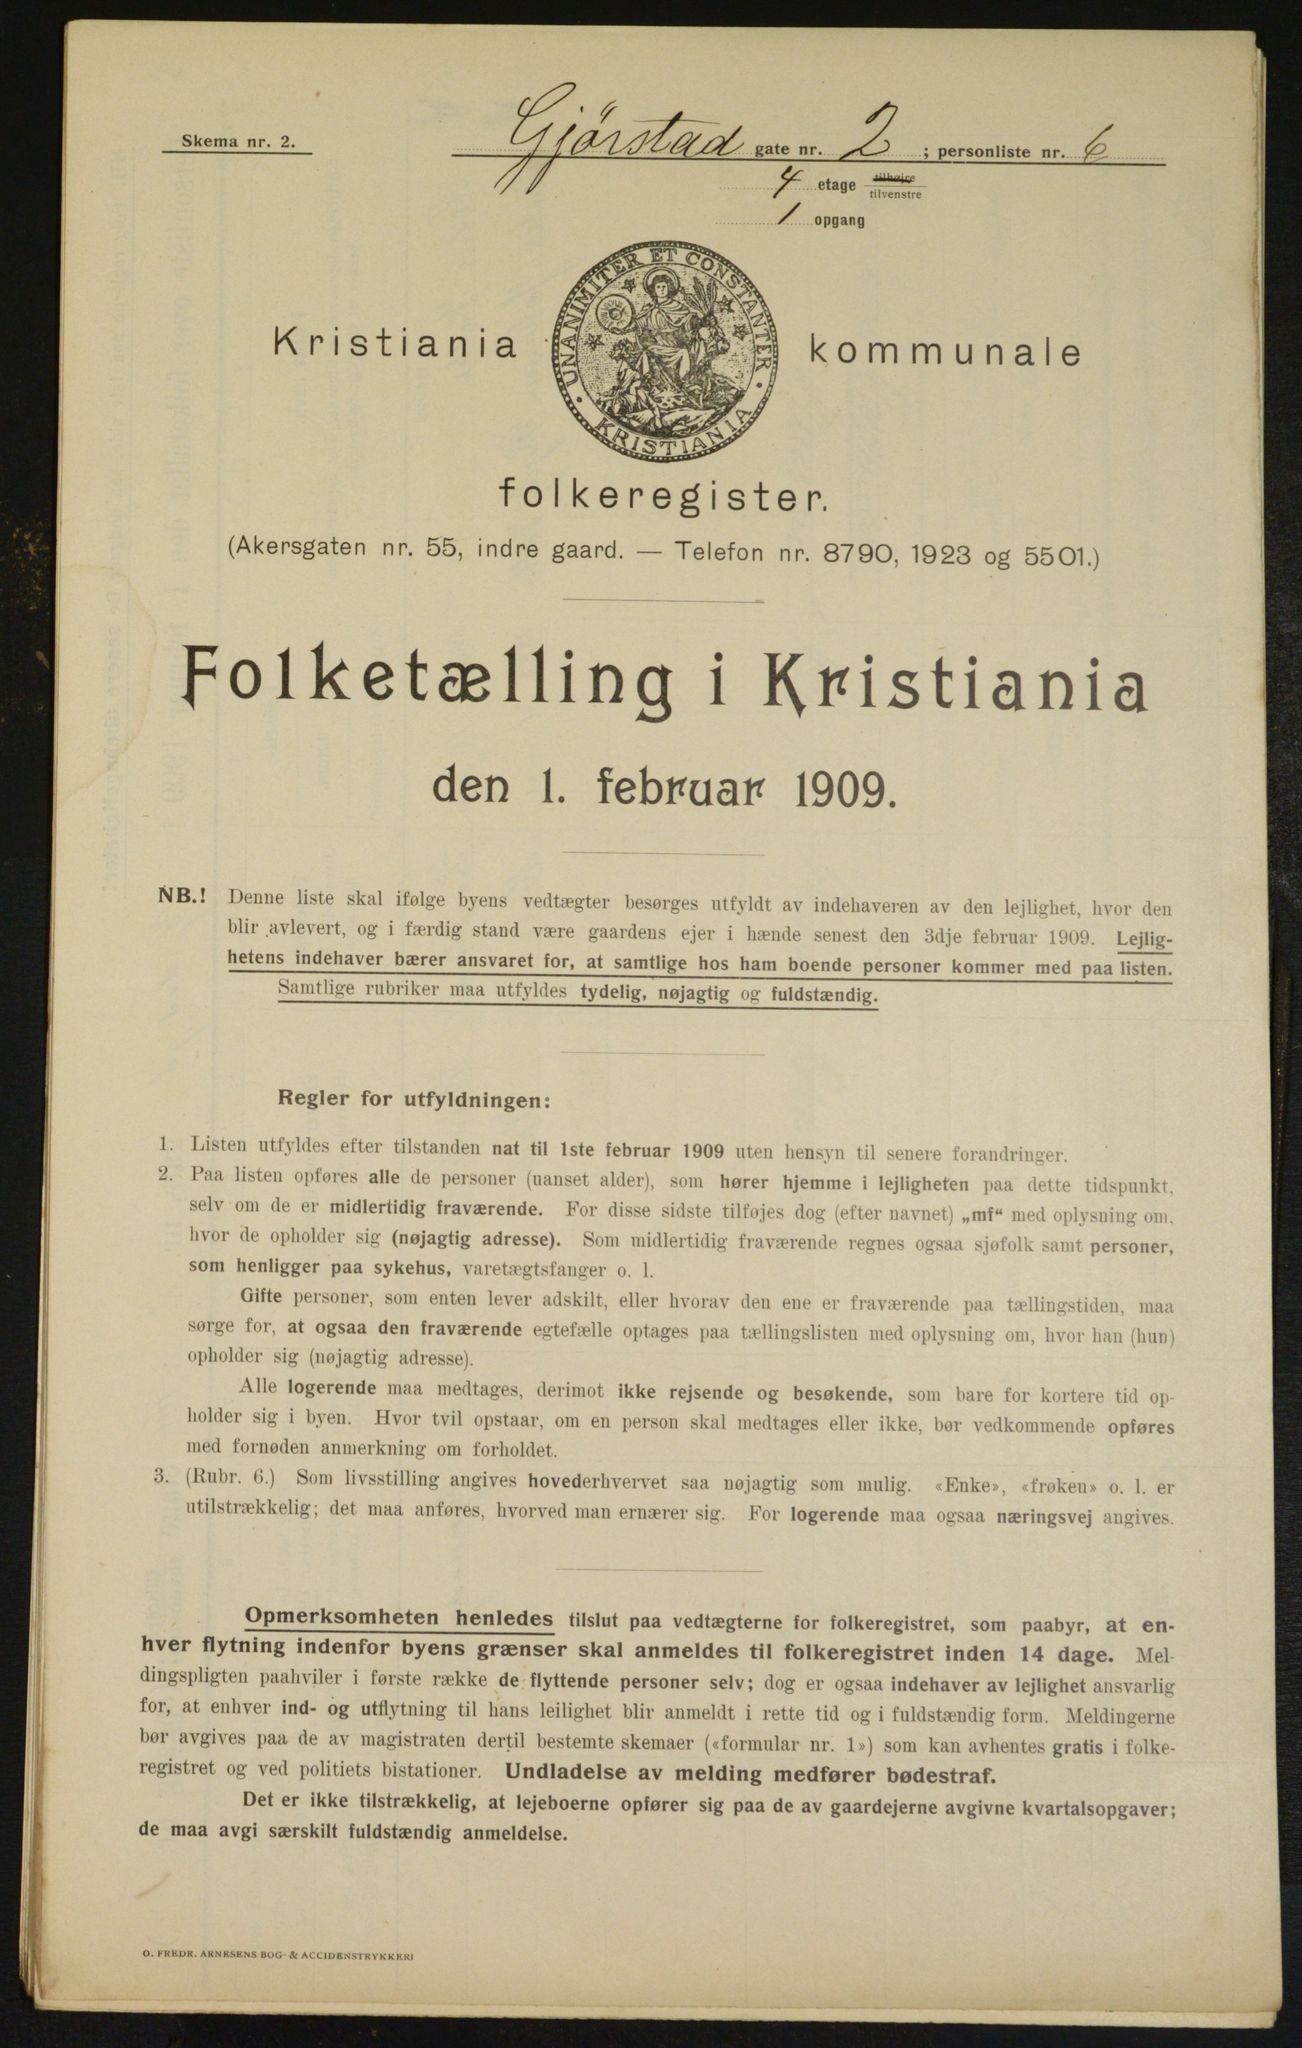 Skema nr. 2.
Gjörstad gate nr. 2 ; personliste nr. 6
4 etage tilhøjre
tilvenstre
1 opgang
UNANIMITER ET CONSTANTER
KRISTIANIA
Kristiania kommunale
folkeregister.
(Akersgaten nr. 55, indre gaard. — Telefon nr. 8790, 1923 og 5501.)
Folketælling i Kristiania
den 1. februar 1909.
NB.! Denne liste skal ifølge byens vedtægter besørges utfyldt av indehaveren av den lejlighet, hvor den
blir avlevert, og i færdig stand være gaardens ejer i hænde senest den 3dje februar 1909. Lejlig-
hetens indehaver bærer ansvaret for, at samtlige hos ham boende personer kommer med paa listen.
Samtlige rubriker maa utfyldes tydelig, nøjagtig og fuldstændig.
Regler for utfyldningen:
1. Listen utfyldes efter tilstanden nat til 1ste februar 1909 uten hensyn til senere forandringer.
2. Paa listen opføres alle de personer (uanset alder), som hører hjemme i lejligheten paa dette tidspunkt,
selv om de er midlertidig fraværende. For disse sidste tilføjes dog (efter navnet) „mf“ med oplysning om,
hvor de opholder sig (nøjagtig adresse). Som midlertidig fraværende regnes ogsaa sjøfolk samt personer,
som henligger paa sykehus, varetægtsfanger o. l.
Gifte personer, som enten lever adskilt, eller hvorav den ene er fraværende paa tællingstiden, maa
sørge for, at ogsaa den fraværende egtefælle optages paa tællingslisten med oplysning om, hvor han (hun)
opholder sig (nøjagtig adresse).
Alle logerende maa medtages, derimot ikke rejsende og besøkende, som bare for kortere tid op-
holder sig i byen. Hvor tvil opstaar, om en person skal medtages eller ikke, bør vedkommende opføres
med fornøden anmerkning om forholdet.
3. (Rubr. 6.) Som livsstilling angives hovederhvervet saa nøjagtig som mulig. «Enke», «frøken» o. l. er
utilstrækkelig; det maa anføres, hvorved man ernærer sig. For logerende maa ogsaa næringsvej angives.
Opmerksomheten henledes tilslut paa vedtægterne for folkeregistret, som paabyr, at en-
hver flytning indenfor byens grænser skal anmeldes til folkeregistret inden 14 dage. Mel-
dingspligten paahviler i første række de flyttende personer selv; dog er ogsaa indehaver av lejlighet ansvarlig
for, at enhver ind- og utflytning til hans leilighet blir anmeldt i rette tid og i fuldstændig form. Meldingerne
bør avgives paa de av magistraten dertil bestemte skemaer («formular nr. 1») som kan avhentes gratis i folke-
registret og ved politiets bistationer. Undladelse av melding medfører bødestraf.
Det er ikke tilstrækkelig, at lejeboerne opfører sig paa de av gaardejerne avgivne kvartalsopgaver;
de maa avgi særskilt fuldstændig anmeldelse.
O. FREDR. ARNESENS BOG- & ACCIDENSTRYKKERI